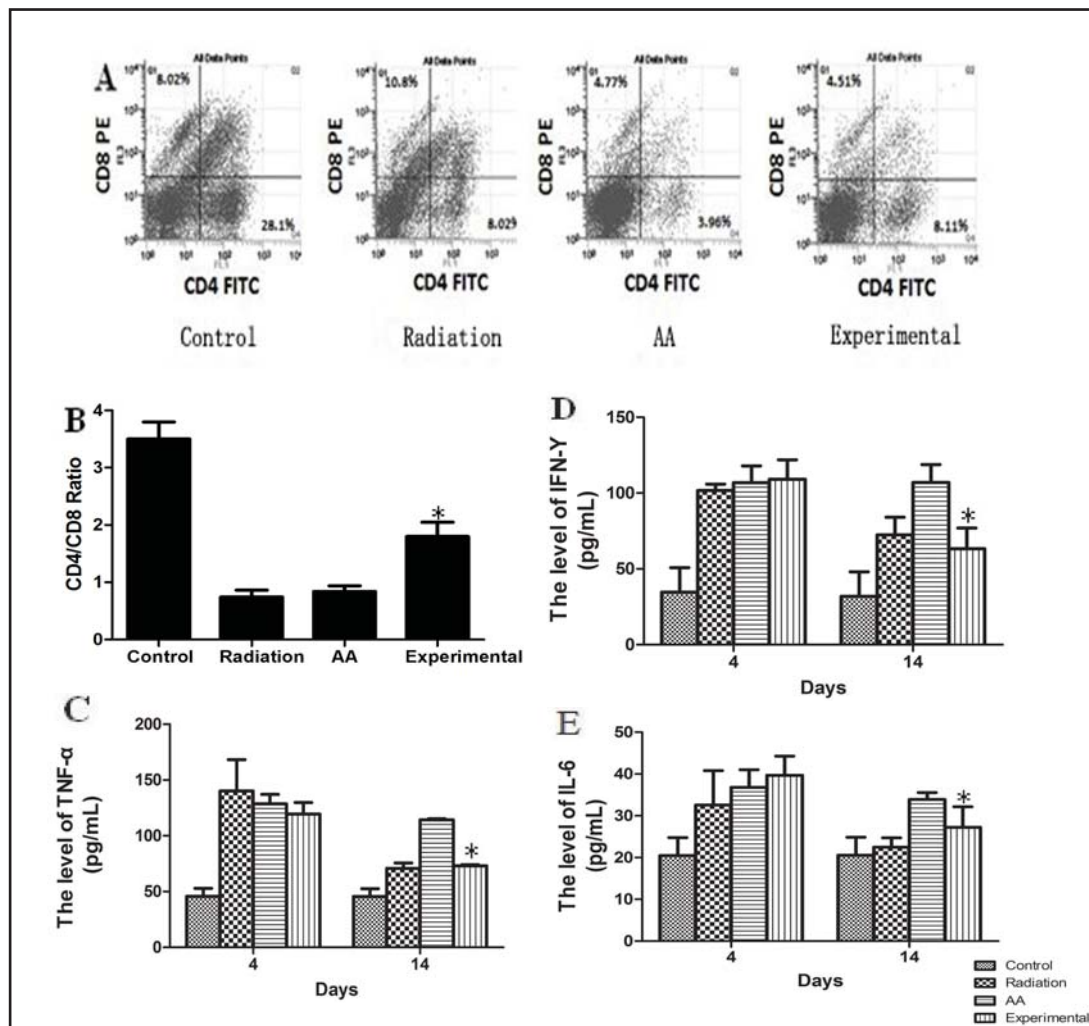 A
All Data Points
All Data Points
All Data Points
All Data Points
8.02%
10.8%
4.77%
4.51%
CD8 PE
CD8 PE
CD8 PE
CD8 PE
28.1%
8.02%
3.96%
8.11%
CD4 FITC
CD4 FITC
CD4 FITC
CD4 FITC
Control
Radiation
AA
Experimental
B
CD4/CD8 Ratio
4
3
2
1
0
*
Control
Radiation
AA
Experimental
D
The level of IFN-Y
(pg/mL)
150
100
50
0
*
4
14
Days
C
The level of TNF-α
(pg/mL)
200
150
100
50
0
*
4
14
Days
E
The level of IL-6
(pg/mL)
50
40
30
20
10
0
*
4
14
Days
Control
Radiation
AA
Experimental